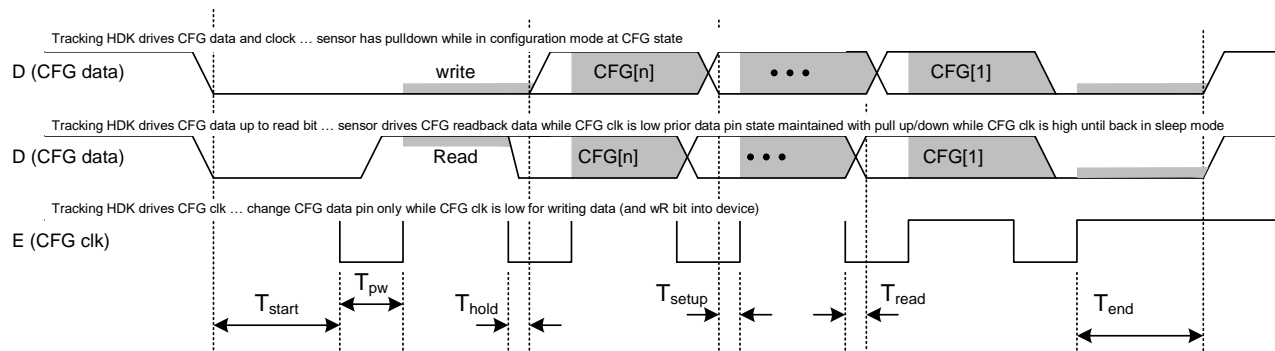 Tracking HDK drives CFG data and clock ... sensor has pulldown while in configuration mode at CFG state
D (CFG data) write CFG[n] • • • CFG[1]
Tracking HDK drives CFG data up to read bit ... sensor drives CFG readback data while CFG clk is low prior data pin state maintained with pull up/down while CFG clk is high until back in sleep mode
D (CFG data) Read CFG[n] • • • CFG[1]
Tracking HDK drives CFG clk ... change CFG data pin only while CFG clk is low for writing data (and wR bit into device)
E (CFG clk)
Tstart Tpw Thold Tsetup Tread Tend